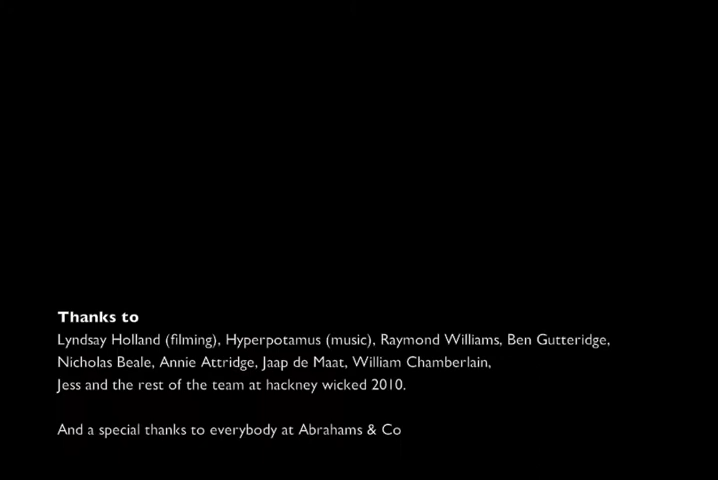 Thanks to
Lyndsay Holland (filming), Hyperpotamus (music), Raymond Williams, Ben Gutteridge,
Nicholas Beale, Annie Attridge, Jaap de Maat, William Chamberlain,
Jess and the rest of the team at hackney wicked 2010.
And a special thanks to everybody at Abrahams & Co